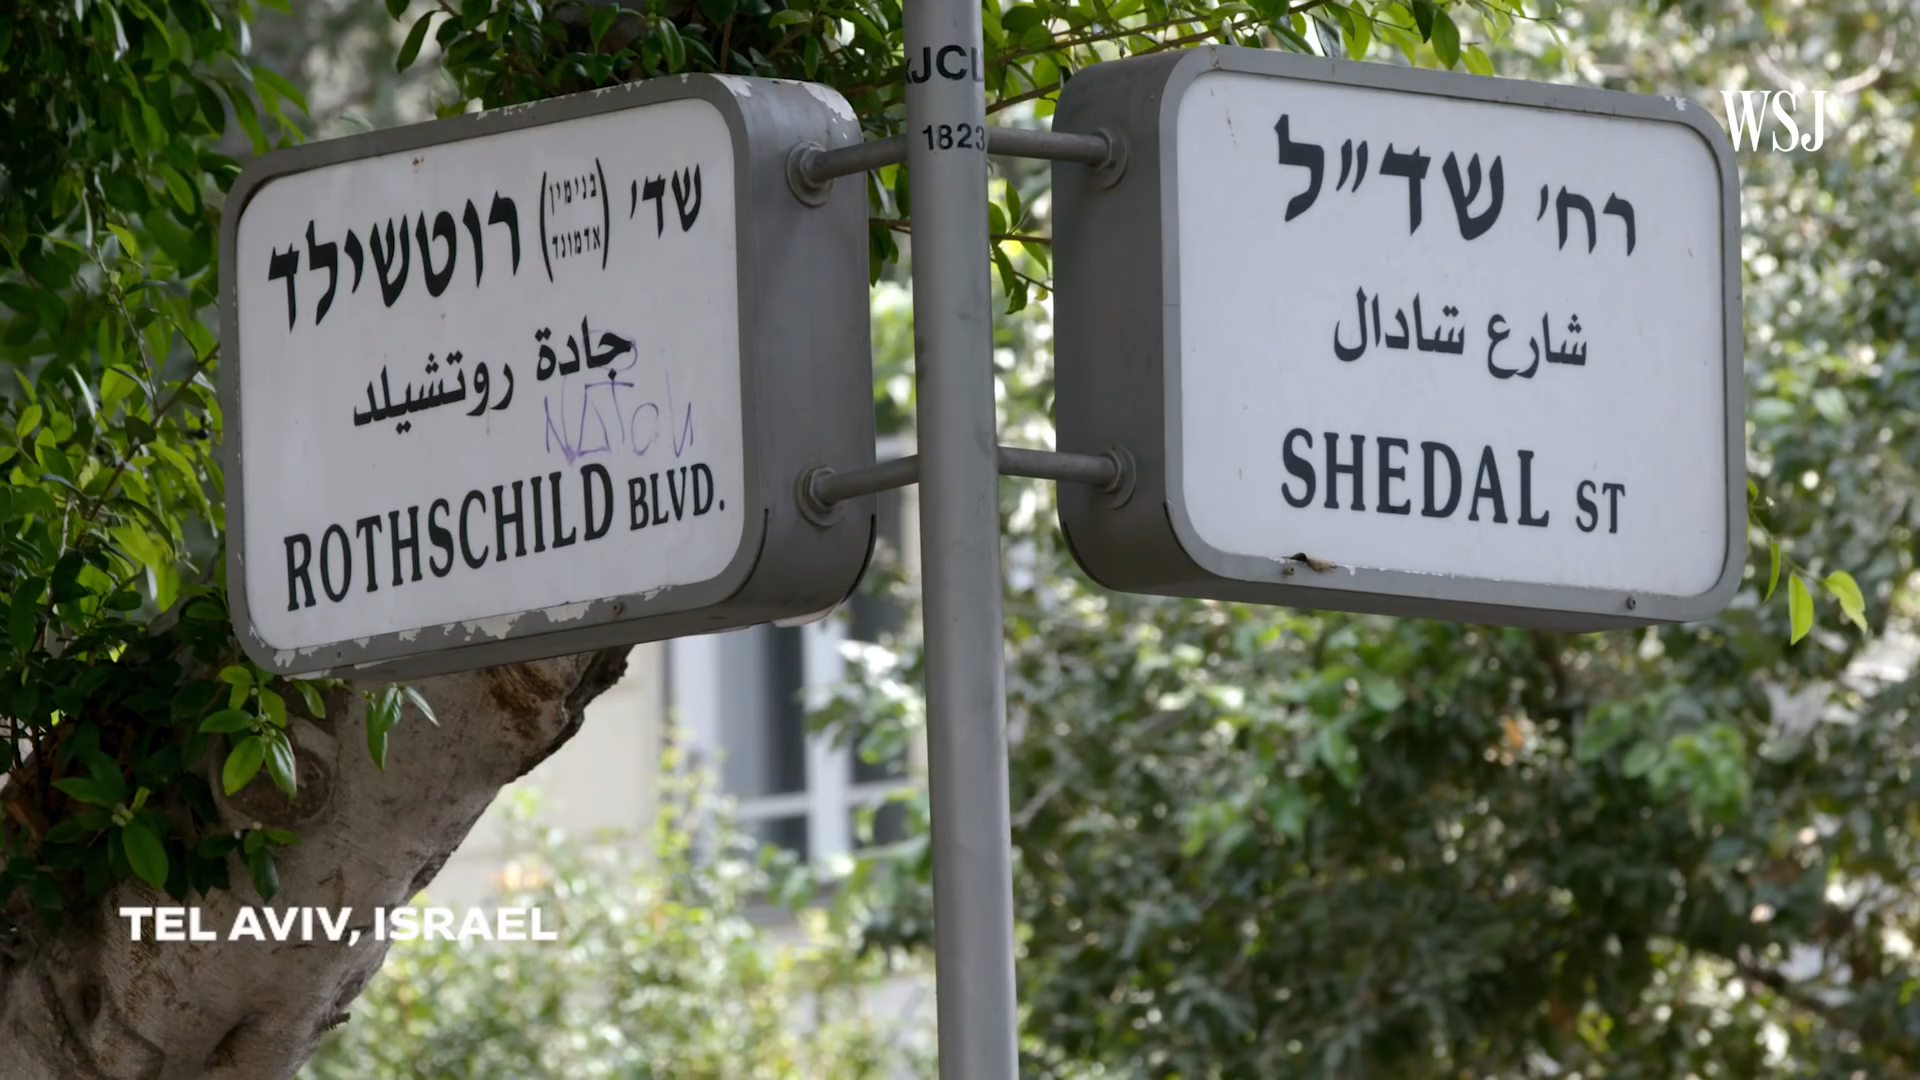 שד' (בנימין אדמונד) רוטשילד
جادة روتشيلد
ROTHSCHILD BLVD.
JCL
1823
רח' שד"ל
شارع شادال
SHEDAL ST
WSJ
TEL AVIV, ISRAEL